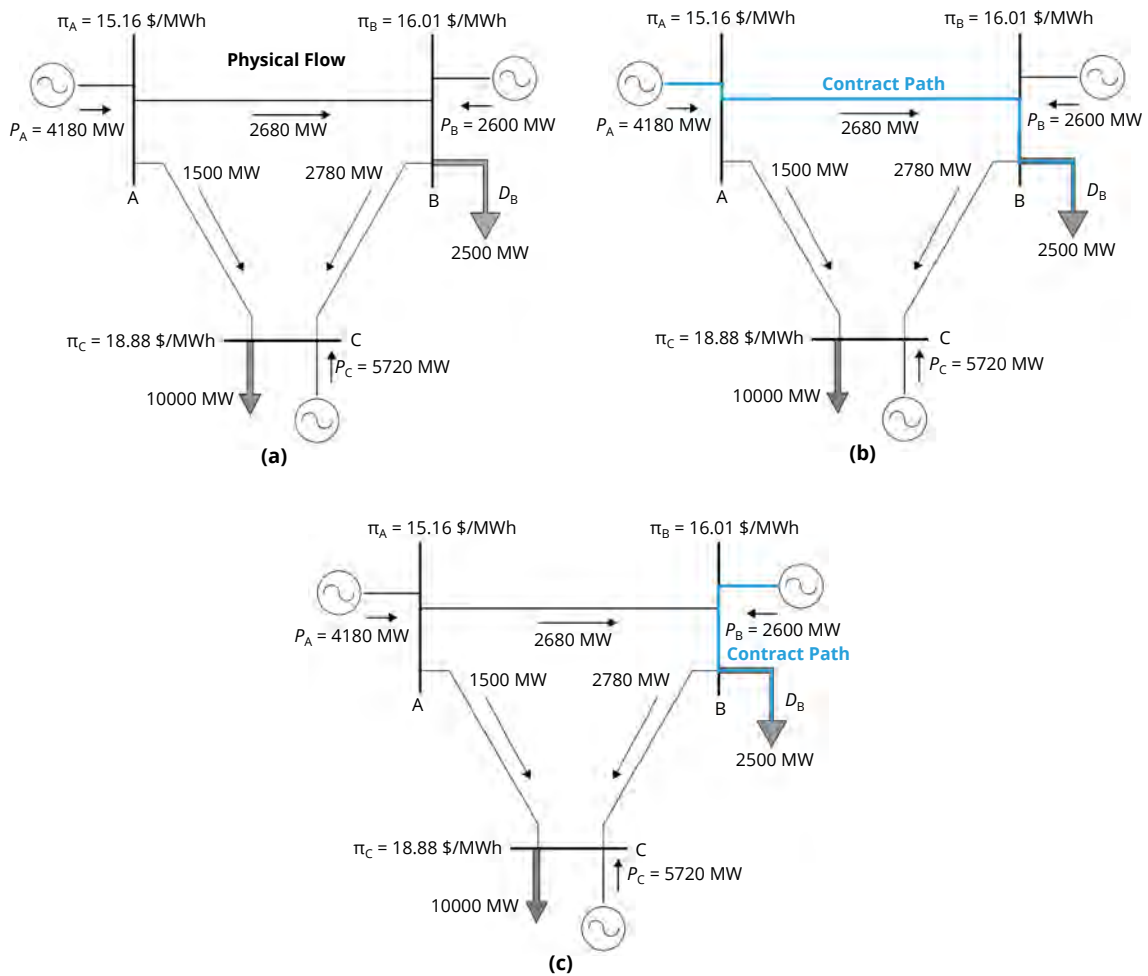 π_A = 15.16 $/MWh
π_B = 16.01 $/MWh
Physical Flow
P_A = 4180 MW
2680 MW
P_B = 2600 MW
1500 MW
2780 MW
A
B
D_B
2500 MW
π_C = 18.88 $/MWh
C
P_C = 5720 MW
10000 MW
(a)
π_A = 15.16 $/MWh
π_B = 16.01 $/MWh
Contract Path
P_A = 4180 MW
2680 MW
P_B = 2600 MW
1500 MW
2780 MW
A
B
D_B
2500 MW
π_C = 18.88 $/MWh
C
P_C = 5720 MW
10000 MW
(b)
π_A = 15.16 $/MWh
π_B = 16.01 $/MWh
P_A = 4180 MW
2680 MW
P_B = 2600 MW
Contract Path
1500 MW
2780 MW
A
B
D_B
2500 MW
π_C = 18.88 $/MWh
C
P_C = 5720 MW
10000 MW
(c)